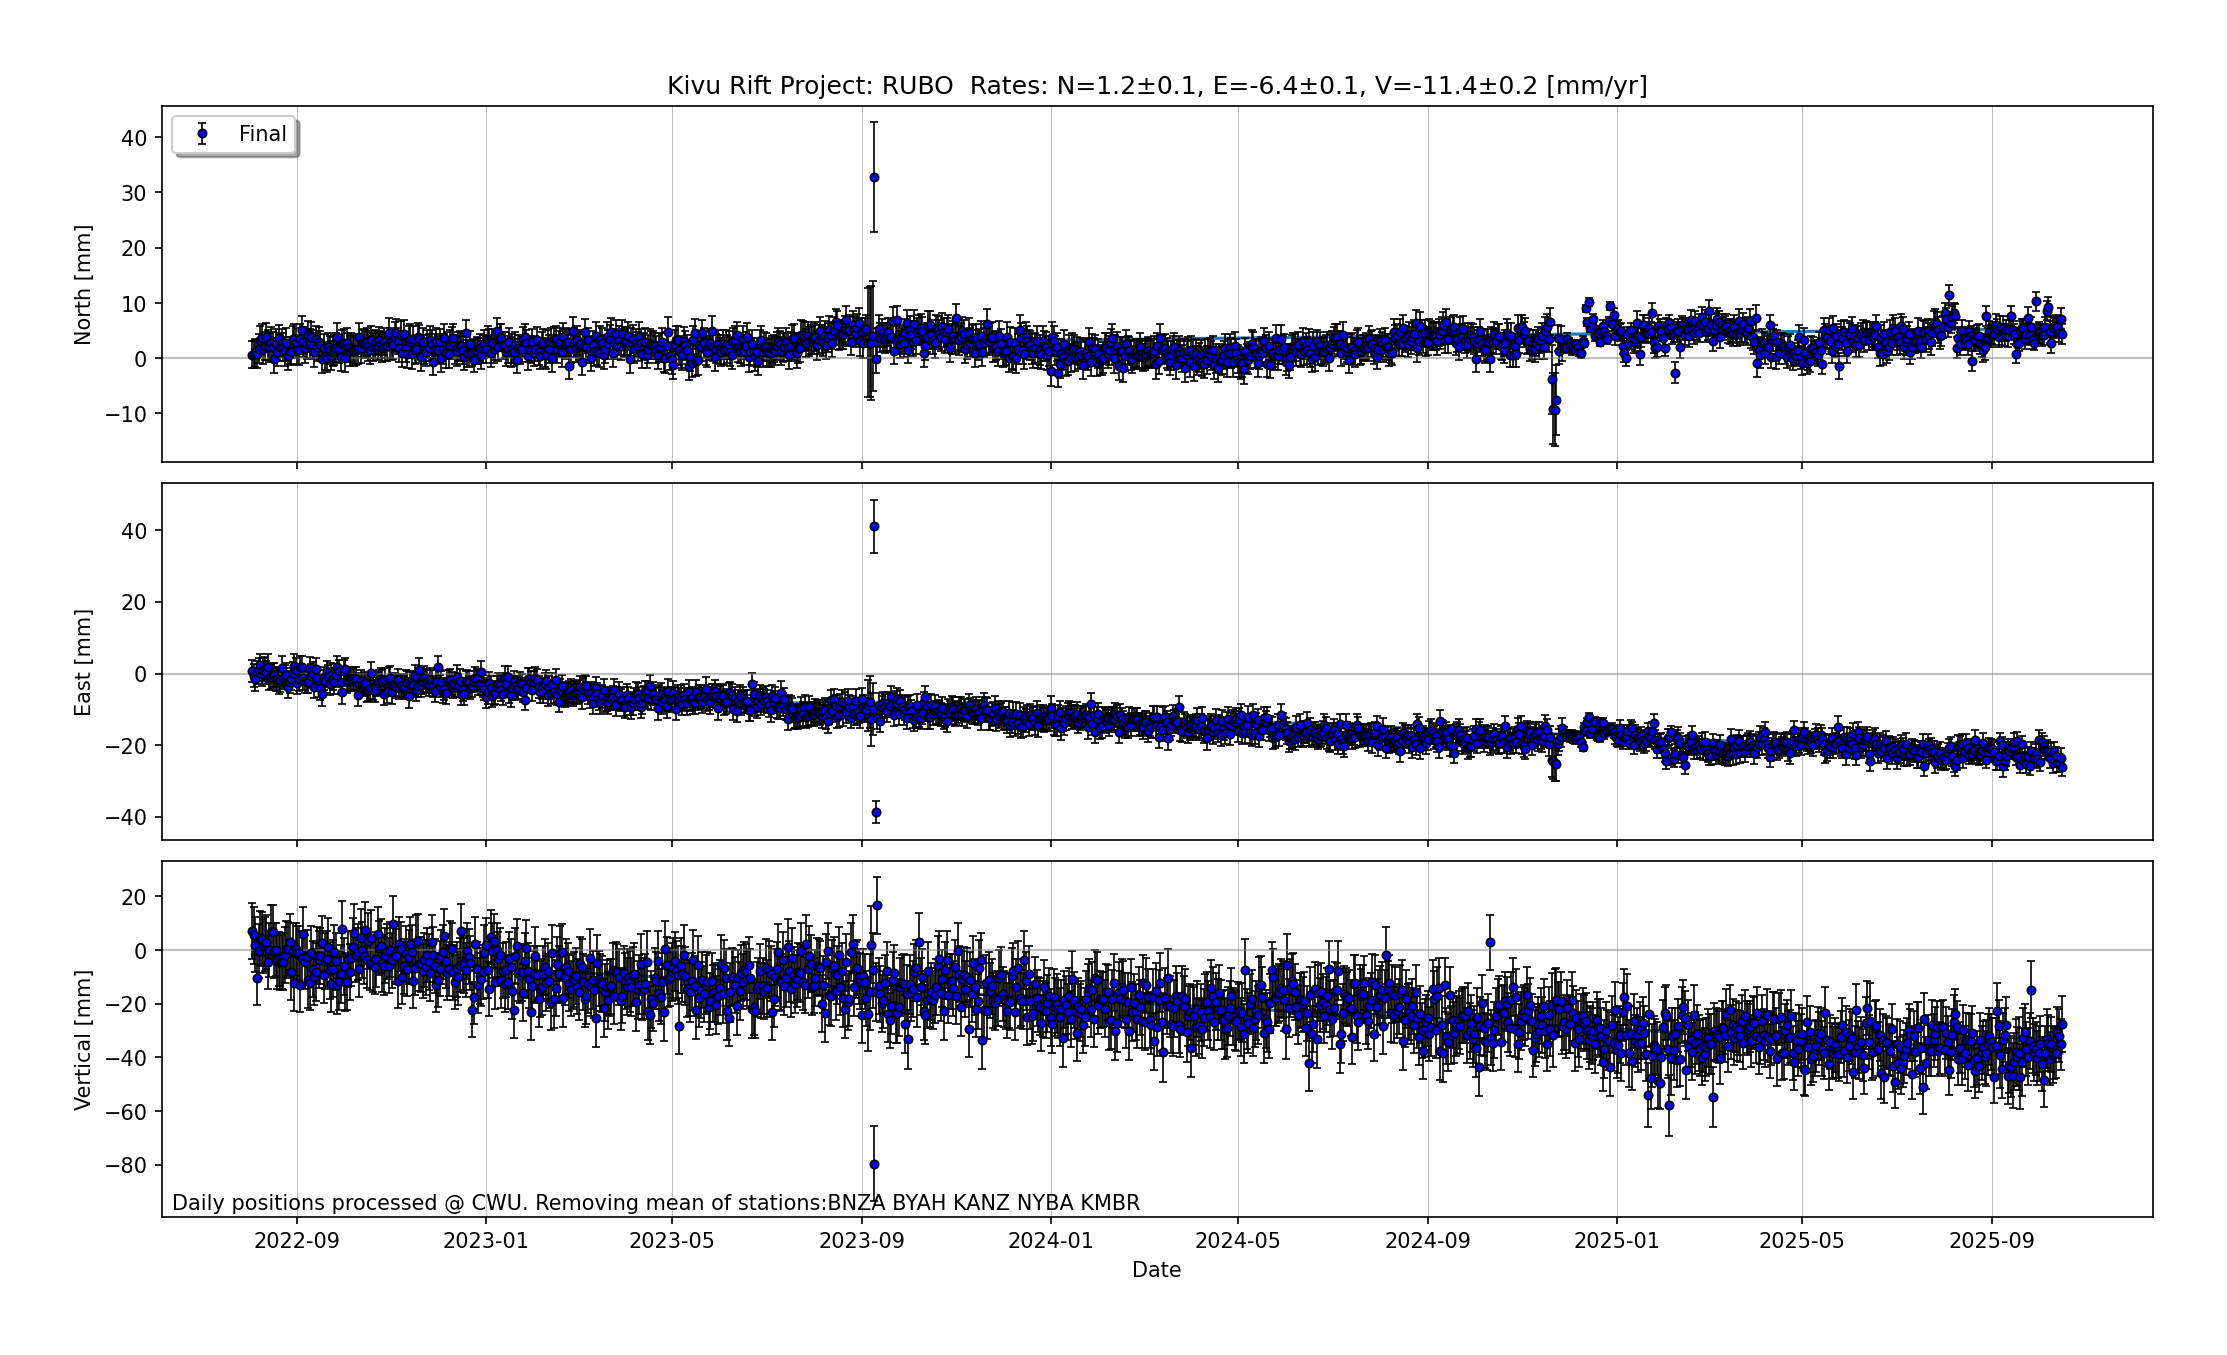 Kivu Rift Project: RUBO  Rates: N=1.2±0.1, E=-6.4±0.1, V=-11.4±0.2 [mm/yr]
Final
North [mm]
40
30
20
10
0
−10
East [mm]
40
20
0
−20
−40
Vertical [mm]
20
0
−20
−40
−60
−80
Daily positions processed @ CWU. Removing mean of stations:BNZA BYAH KANZ NYBA KMBR
2022-09 2023-01 2023-05 2023-09 2024-01 2024-05 2024-09 2025-01 2025-05 2025-09
Date